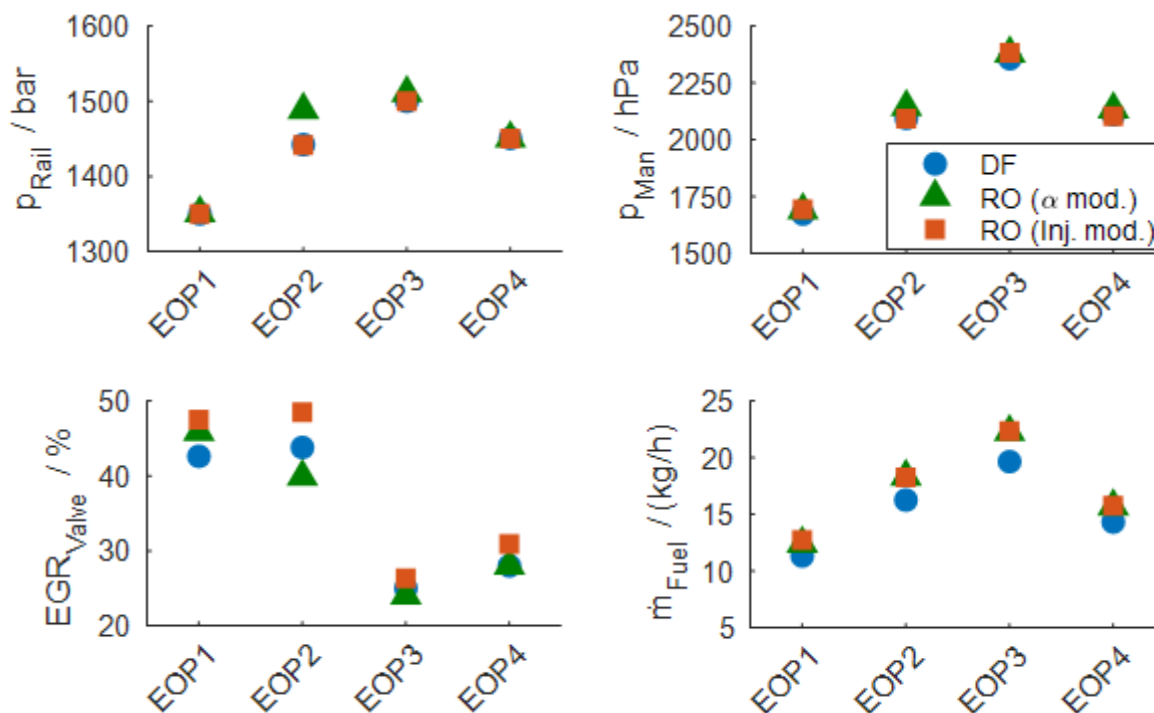 1600
1500
1400
1300
p_Rail / bar
EOP1
EOP2
EOP3
EOP4
2500
2250
2000
1750
1500
p_Man / hPa
DF
RO (α mod.)
RO (Inj. mod.)
EOP1
EOP2
EOP3
EOP4
50
40
30
20
EGR_Valve / %
EOP1
EOP2
EOP3
EOP4
25
20
15
10
5
ṁ_Fuel / (kg/h)
EOP1
EOP2
EOP3
EOP4